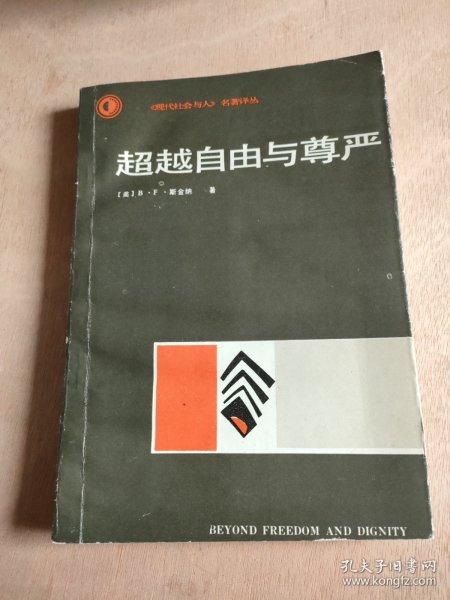 《现代社会与人》名著译丛
超越自由与尊严
[美] B·F·斯金纳 著
BEYOND FREEDOM AND DIGNITY
孔夫子旧书网
www.kongfz.com